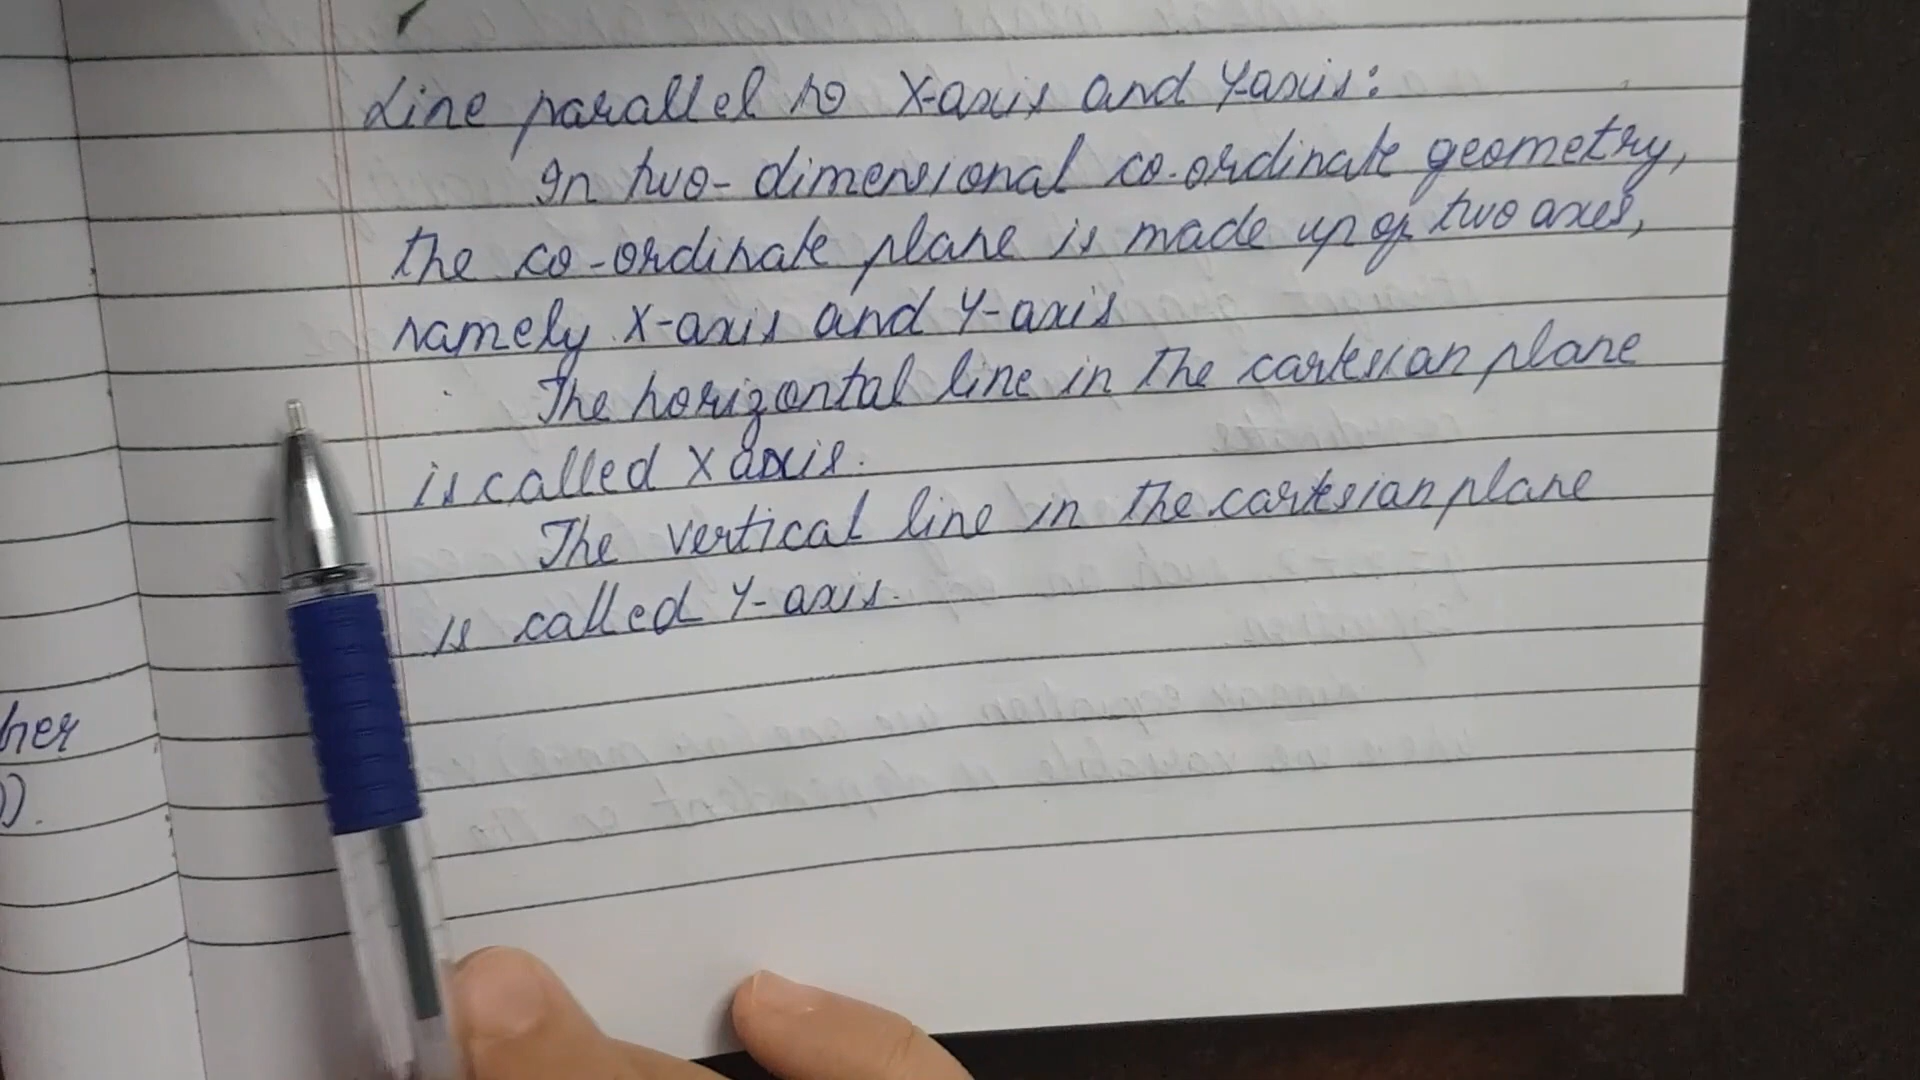 Line parallel to X-axis and Y-axis:
In two-dimensional co-ordinate geometry,
the co-ordinate plane is made up of two axes,
namely X-axis and Y-axis
The horizontal line in the cartesian plane
is called X axis.
The vertical line in the cartesian plane
is called Y-axis.
her
).